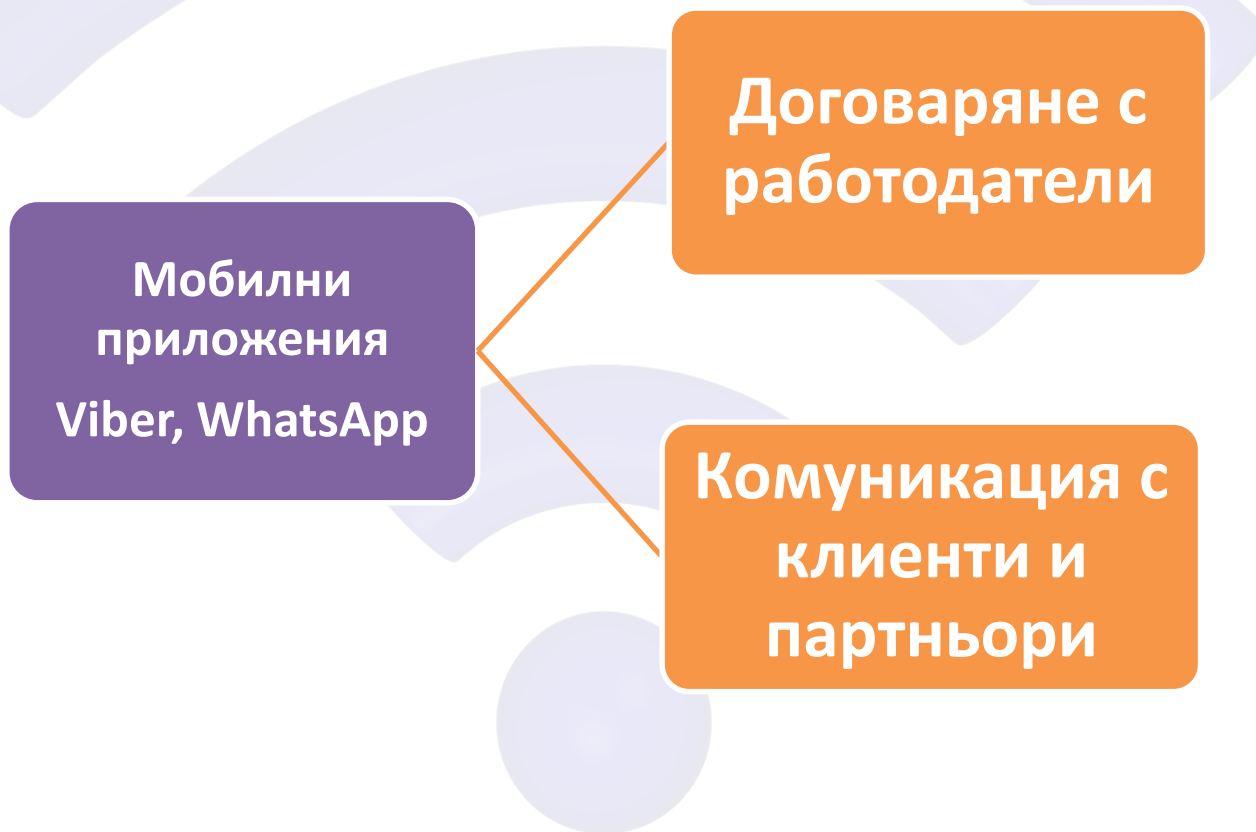 Договаряне с
работодатели
Мобилни
приложения
Viber, WhatsApp
Комуникация с
клиенти и
партньори